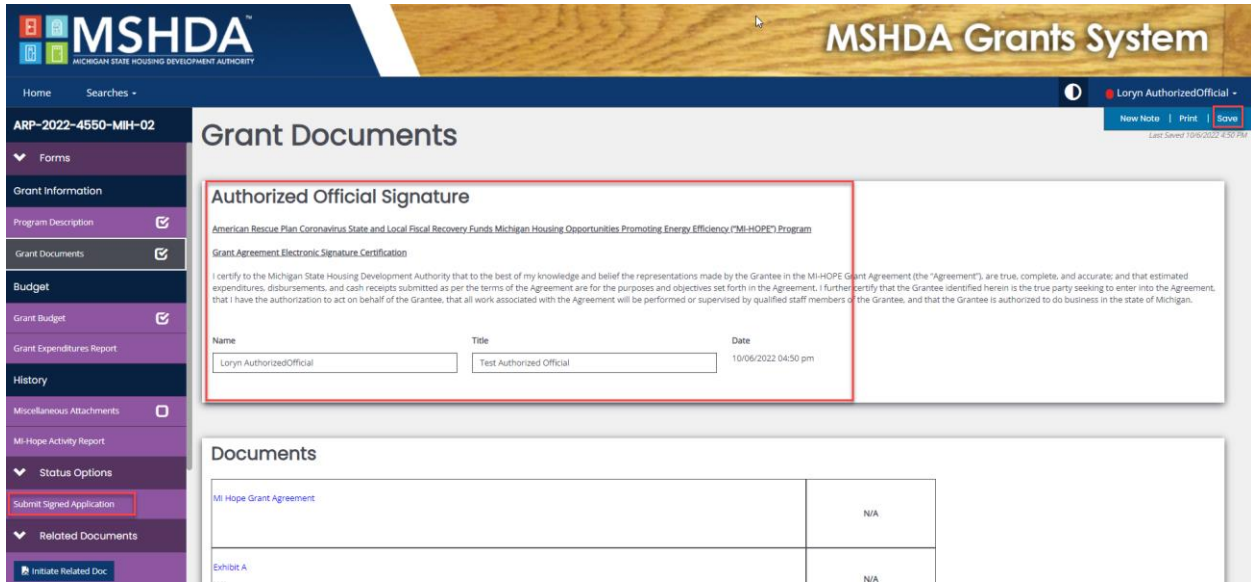 MSHDA™
MICHIGAN STATE HOUSING DEVELOPMENT AUTHORITY
MSHDA Grants System
Home Searches
Loryn AuthorizedOfficial
New Note | Print | Save
Last Saved 10/6/2022 4:50 PM
ARP-2022-4550-MIH-02
Forms
Grant Information
Program Description
Grant Documents
Budget
Grant Budget
Grant Expenditures Report
History
Miscellaneous Attachments
MI-Hope Activity Report
Status Options
Submit Signed Application
Related Documents
Initiate Related Doc
Grant Documents
Authorized Official Signature
American Rescue Plan Coronavirus State and Local Fiscal Recovery Funds Michigan Housing Opportunities Promoting Energy Efficiency ("MI-HOPE") Program
Grant Agreement Electronic Signature Certification
I certify to the Michigan State Housing Development Authority that to the best of my knowledge and belief the representations made by the Grantee in the MI-HOPE Grant Agreement (the "Agreement"), are true, complete, and accurate; and that estimated
expenditures, disbursements, and cash receipts submitted as per the terms of the Agreement are for the purposes and objectives set forth in the Agreement. I further certify that the Grantee identified herein is the true party seeking to enter into the Agreement,
that I have the authorization to act on behalf of the Grantee, that all work associated with the Agreement will be performed or supervised by qualified staff members of the Grantee, and that the Grantee is authorized to do business in the state of Michigan.
Name Title Date
Loryn AuthorizedOfficial Test Authorized Official 10/06/2022 04:50 pm
Documents
MI Hope Grant Agreement
N/A
Exhibit A
N/A